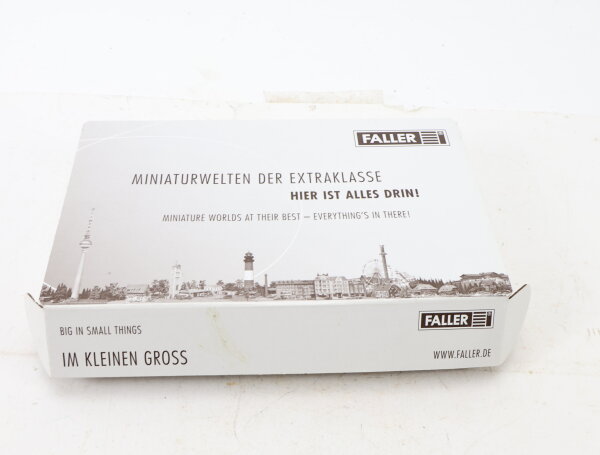 FALLER
MINIATURWELTEN DER EXTRAKLASSE
HIER IST ALLES DRIN!
MINIATURE WORLDS AT THEIR BEST – EVERYTHING'S IN THERE!
FALLER
BIG IN SMALL THINGS
IM KLEINEN GROSS
WWW.FALLER.DE